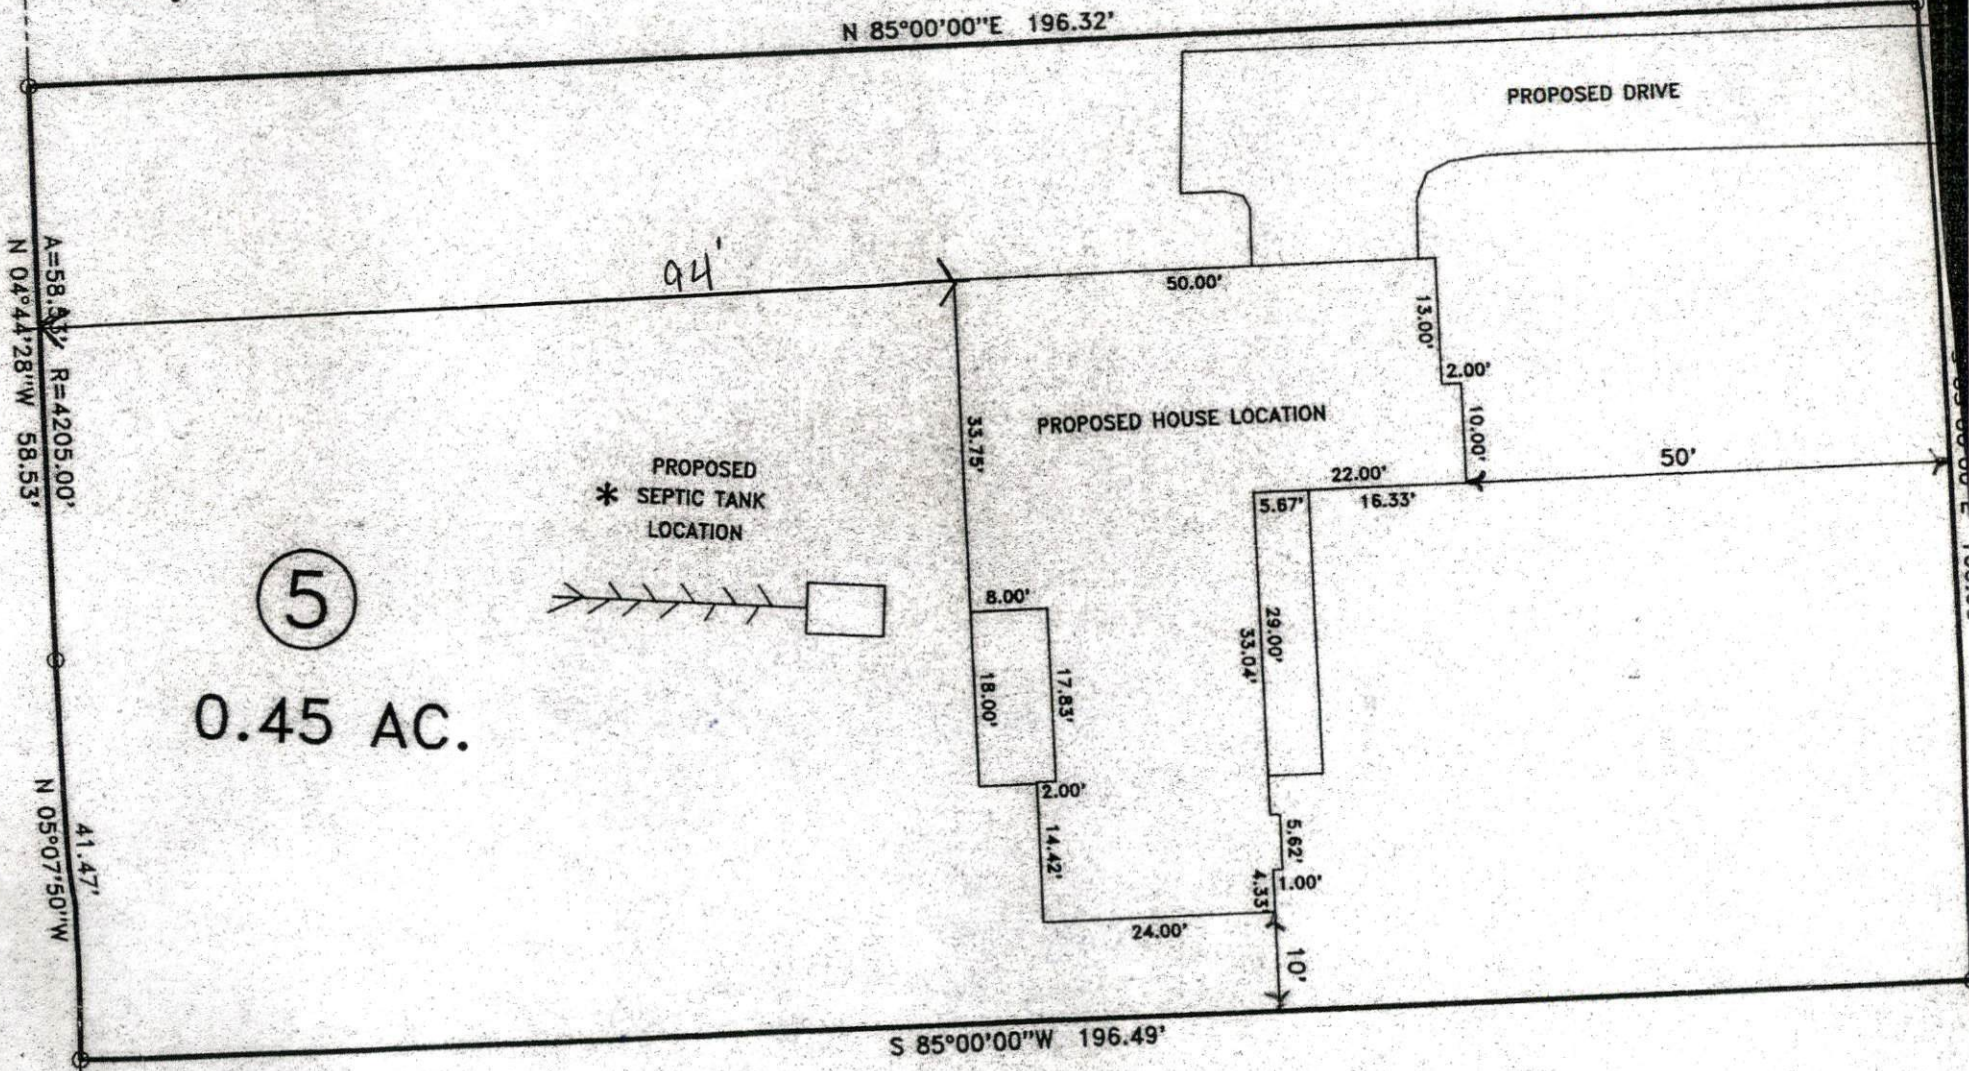 N 85°00'00"E 196.32'
PROPOSED DRIVE
94'
50.00'
13.00'
2.00'
10.00'
A=58.53' R=4205.00'
N 04°44'28"W 58.53'
PROPOSED HOUSE LOCATION
33.75'
50'
22.00'
5.67'
16.33'
PROPOSED
* SEPTIC TANK
LOCATION
8.00'
29.00'
33.04'
5
18.00'
17.83'
0.45 AC.
2.00'
14.42'
5.62'
1.00'
4.33'
41.47'
N 05°07'50"W
24.00'
10'
S 85°00'00"W 196.49'